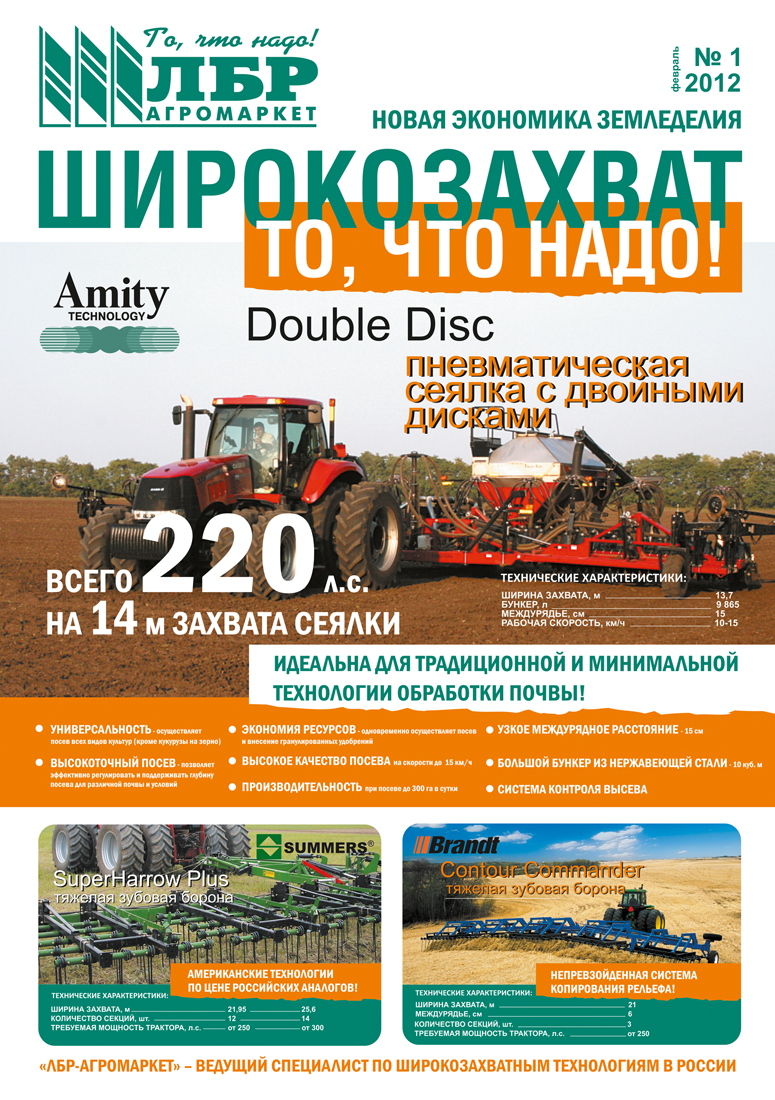 То, что надо!
ЛБР
АГРОМАРКЕТ
февраль
№ 1
2012
НОВАЯ ЭКОНОМИКА ЗЕМЛЕДЕЛИЯ
ШИРОКОЗАХВАТ
ТО, ЧТО НАДО!
Amity
TECHNOLOGY
Double Disc
пневматическая
сеялка с двойными
дисками
ВСЕГО 220 л.с.
НА 14 м ЗАХВАТА СЕЯЛКИ
ТЕХНИЧЕСКИЕ ХАРАКТЕРИСТИКИ:
ШИРИНА ЗАХВАТА, м 13,7
БУНКЕР, л 9 865
МЕЖДУРЯДЬЕ, см 15
РАБОЧАЯ СКОРОСТЬ, км/ч 10-15
ИДЕАЛЬНА ДЛЯ ТРАДИЦИОННОЙ И МИНИМАЛЬНОЙ
ТЕХНОЛОГИИ ОБРАБОТКИ ПОЧВЫ!
УНИВЕРСАЛЬНОСТЬ - осуществляет
посев всех видов культур (кроме кукурузы на зерно)
ВЫСОКОТОЧНЫЙ ПОСЕВ - позволяет
эффективно регулировать и поддерживать глубину
посева для различной почвы и условий
ЭКОНОМИЯ РЕСУРСОВ - одновременно осуществляет посев
и внесение гранулированных удобрений
ВЫСОКОЕ КАЧЕСТВО ПОСЕВА на скорости до 15 км/ч
ПРОИЗВОДИТЕЛЬНОСТЬ при посеве до 300 га в сутки
УЗКОЕ МЕЖДУРЯДНОЕ РАССТОЯНИЕ - 15 см
БОЛЬШОЙ БУНКЕР ИЗ НЕРЖАВЕЮЩЕЙ СТАЛИ - 10 куб. м
СИСТЕМА КОНТРОЛЯ ВЫСЕВА
SUMMERS®
SuperHarrow Plus
тяжелая зубовая борона
АМЕРИКАНСКИЕ ТЕХНОЛОГИИ
ПО ЦЕНЕ РОССИЙСКИХ АНАЛОГОВ!
ТЕХНИЧЕСКИЕ ХАРАКТЕРИСТИКИ:
ШИРИНА ЗАХВАТА, м 21,95 25,6
КОЛИЧЕСТВО СЕКЦИЙ, шт. 12 14
ТРЕБУЕМАЯ МОЩНОСТЬ ТРАКТОРА, л.с. от 250 от 300
Brandt
Contour Commander
тяжелая зубовая борона
НЕПРЕВЗОЙДЕННАЯ СИСТЕМА
КОПИРОВАНИЯ РЕЛЬЕФА!
ТЕХНИЧЕСКИЕ ХАРАКТЕРИСТИКИ:
ШИРИНА ЗАХВАТА, м 21
МЕЖДУРЯДЬЕ, см 6
КОЛИЧЕСТВО СЕКЦИЙ, шт. 3
ТРЕБУЕМАЯ МОЩНОСТЬ ТРАКТОРА, л.с. от 250
«ЛБР-АГРОМАРКЕТ» – ВЕДУЩИЙ СПЕЦИАЛИСТ ПО ШИРОКОЗАХВАТНЫМ ТЕХНОЛОГИЯМ В РОССИИ